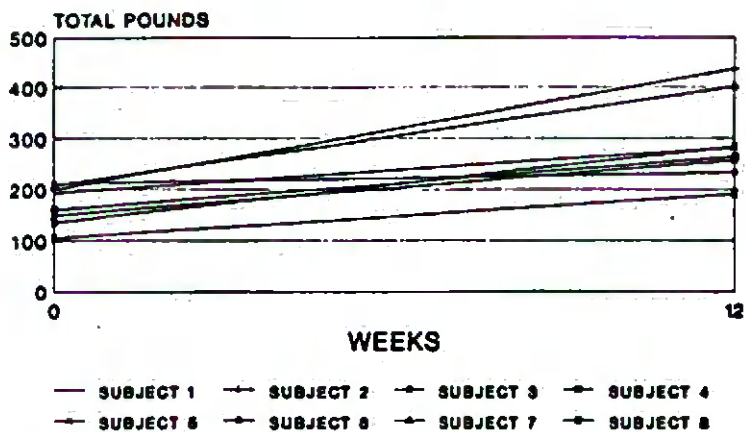 TOTAL POUNDS
500
400
300
200
100
0
0 12
WEEKS
SUBJECT 1 SUBJECT 2 SUBJECT 3 SUBJECT 4
SUBJECT 5 SUBJECT 6 SUBJECT 7 SUBJECT 8